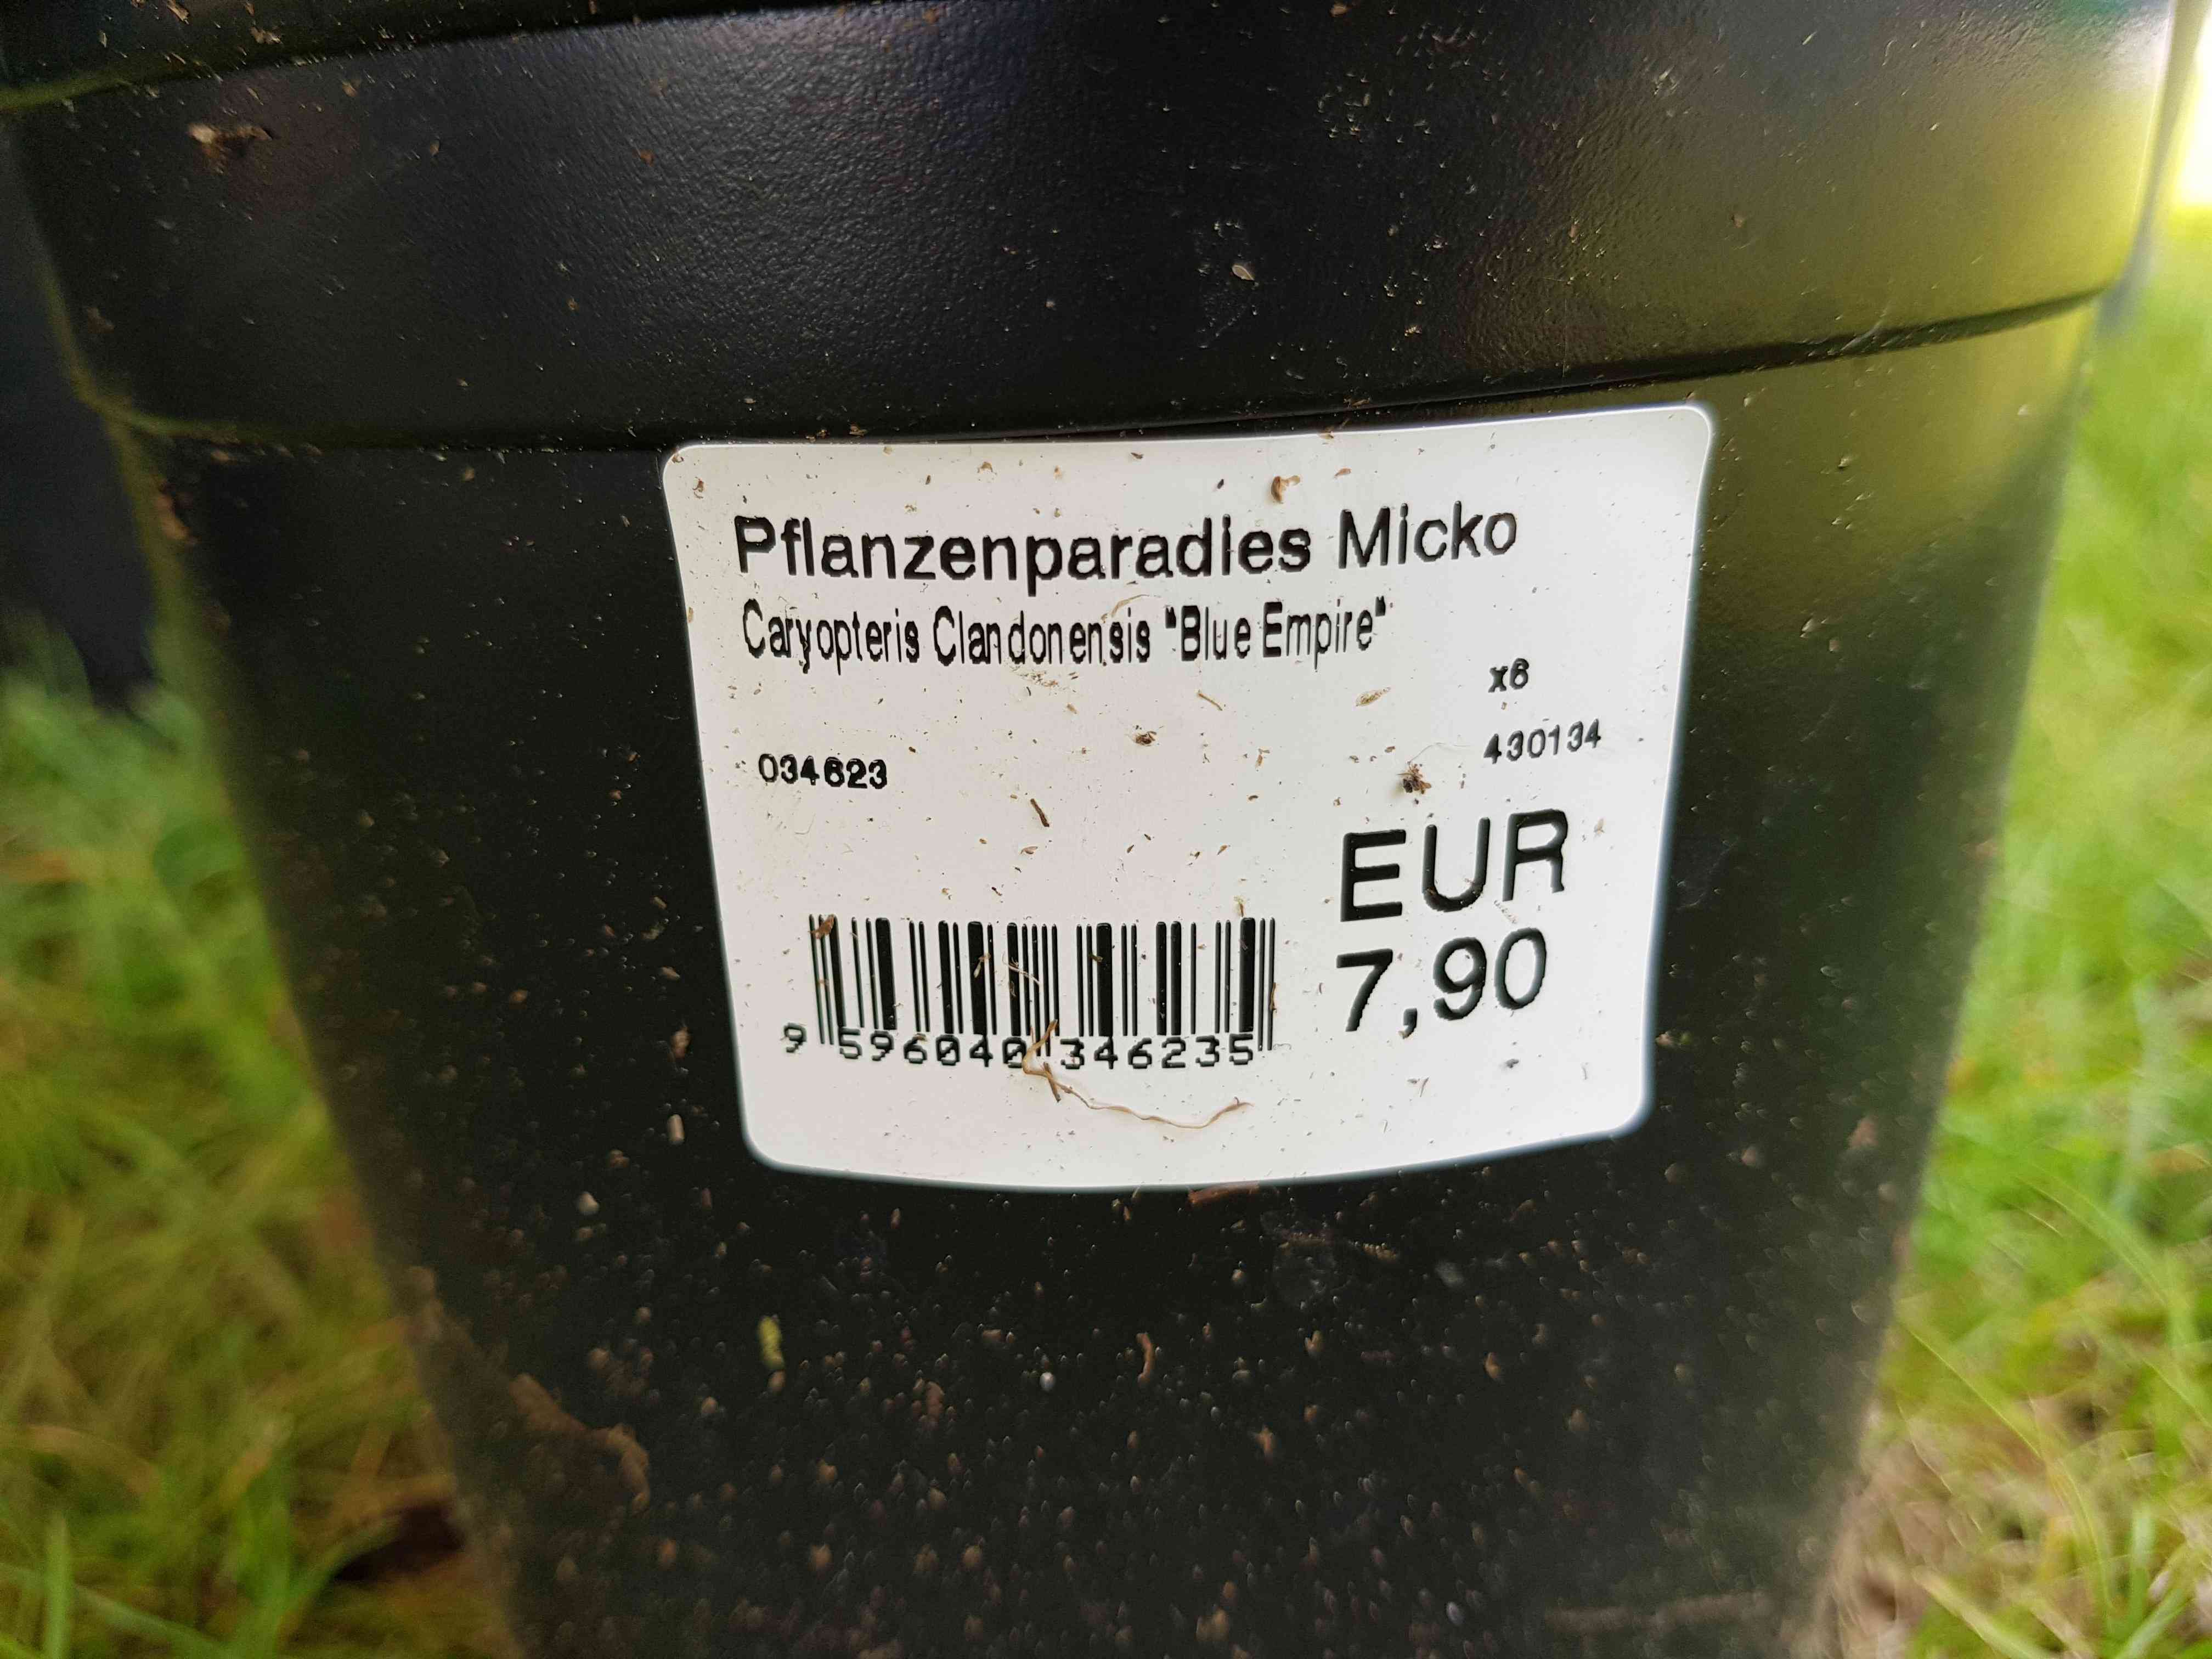 Pflanzenparadies Micko
Caryopteris Clandonensis "Blue Empire"
x6
034623
430134
EUR
7,90
9 596040 346235